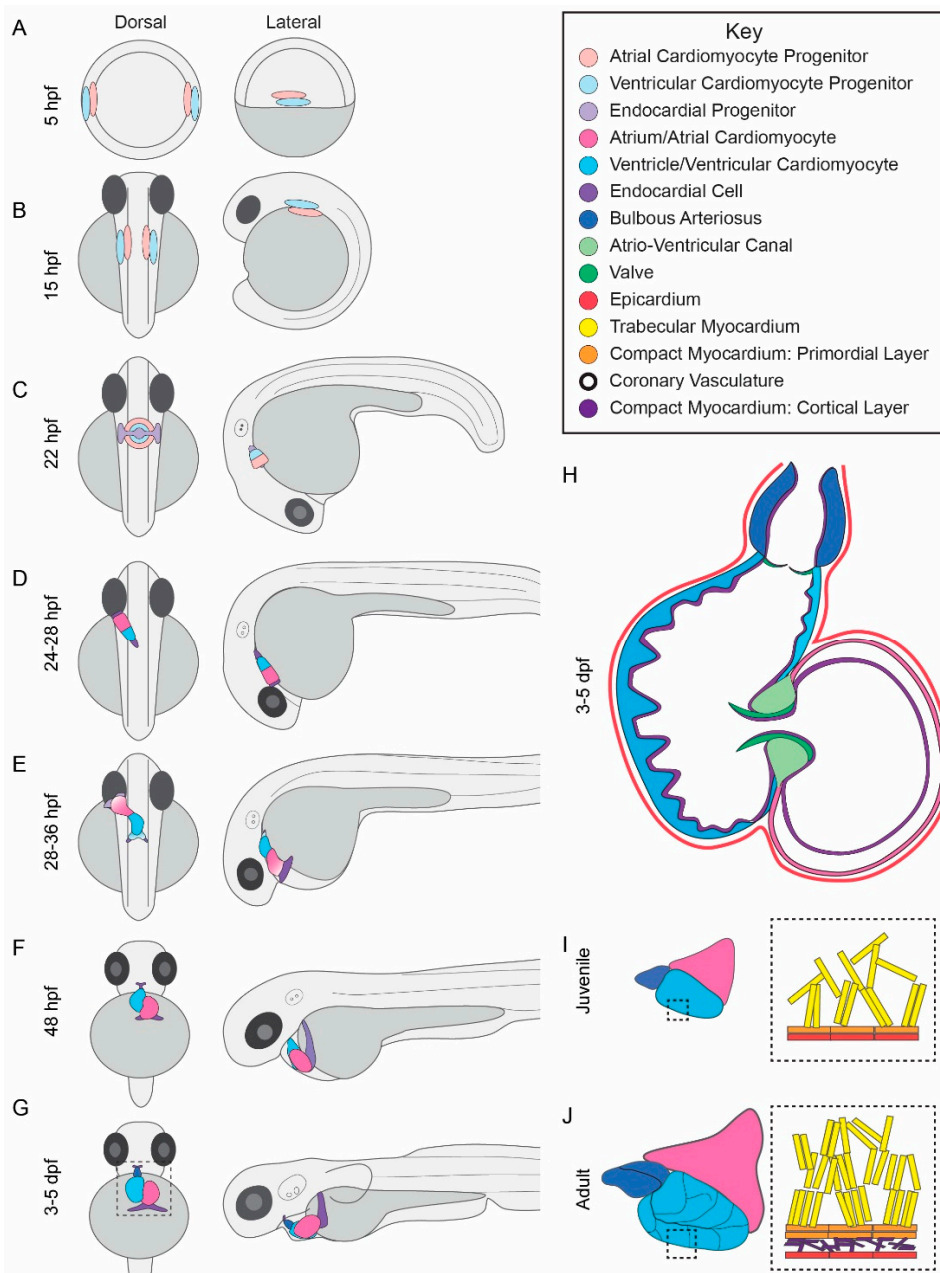 Dorsal
Lateral
A
5 hpf
B
15 hpf
C
22 hpf
D
24-28 hpf
E
28-36 hpf
F
48 hpf
G
3-5 dpf
Key
Atrial Cardiomyocyte Progenitor
Ventricular Cardiomyocyte Progenitor
Endocardial Progenitor
Atrium/Atrial Cardiomyocyte
Ventricle/Ventricular Cardiomyocyte
Endocardial Cell
Bulbous Arteriosus
Atrio-Ventricular Canal
Valve
Epicardium
Trabecular Myocardium
Compact Myocardium: Primordial Layer
Coronary Vasculature
Compact Myocardium: Cortical Layer
H
3-5 dpf
I
Juvenile
J
Adult